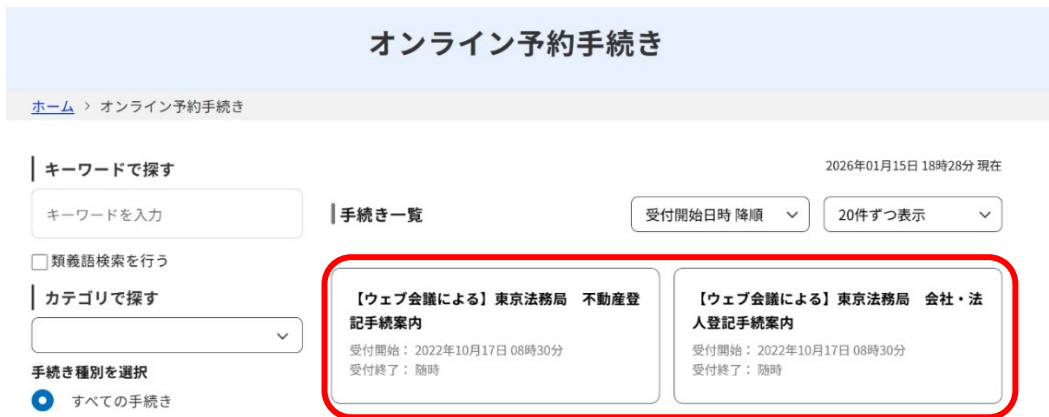 オンライン予約手続き
ホーム > オンライン予約手続き
キーワードで探す
キーワードを入力
類義語検索を行う
カテゴリで探す
手続き種別を選択
すべての手続き
2026年01月15日 18時28分 現在
手続き一覧
受付開始日時 降順
20件ずつ表示
【ウェブ会議による】東京法務局　不動産登
記手続案内
受付開始： 2022年10月17日 08時30分
受付終了： 随時
【ウェブ会議による】東京法務局　会社・法
人登記手続案内
受付開始： 2022年10月17日 08時30分
受付終了： 随時